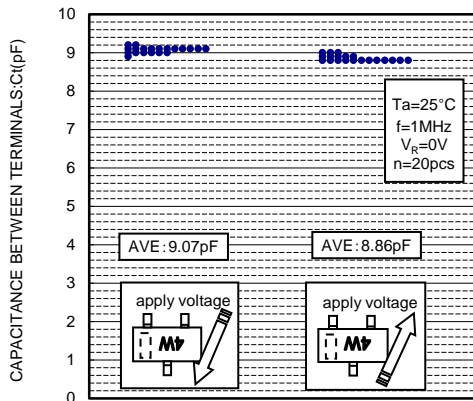 CAPACITANCE BETWEEN TERMINALS:Ct(pF)
10
9
8
7
6
5
4
3
2
1
0
Ta=25°C
f=1MHz
VR=0V
n=20pcs
AVE:9.07pF
AVE:8.86pF
apply voltage
4W
apply voltage
4W